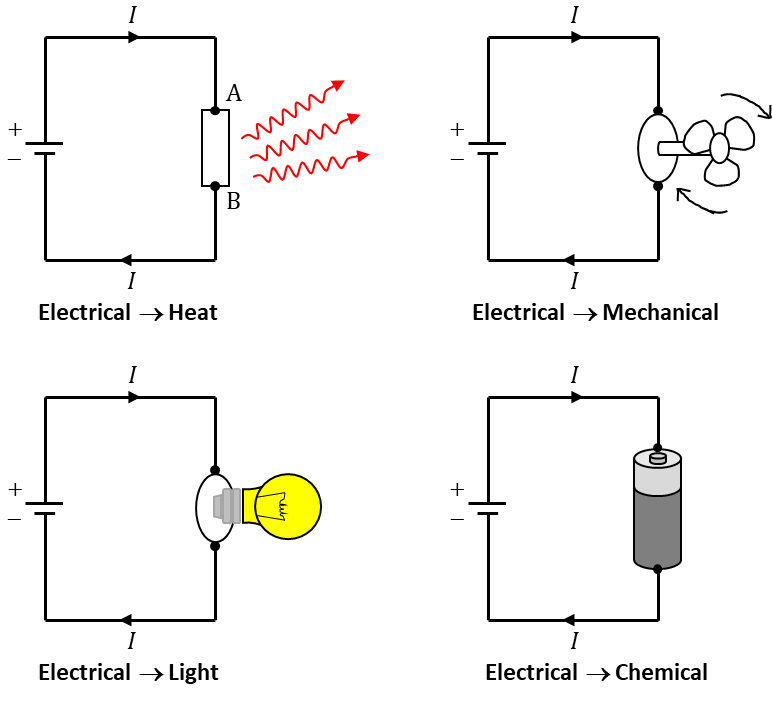 I
A
+
−
B
I
Electrical → Heat
I
+
−
I
Electrical → Mechanical
I
+
−
I
Electrical → Light
I
+
−
I
Electrical → Chemical